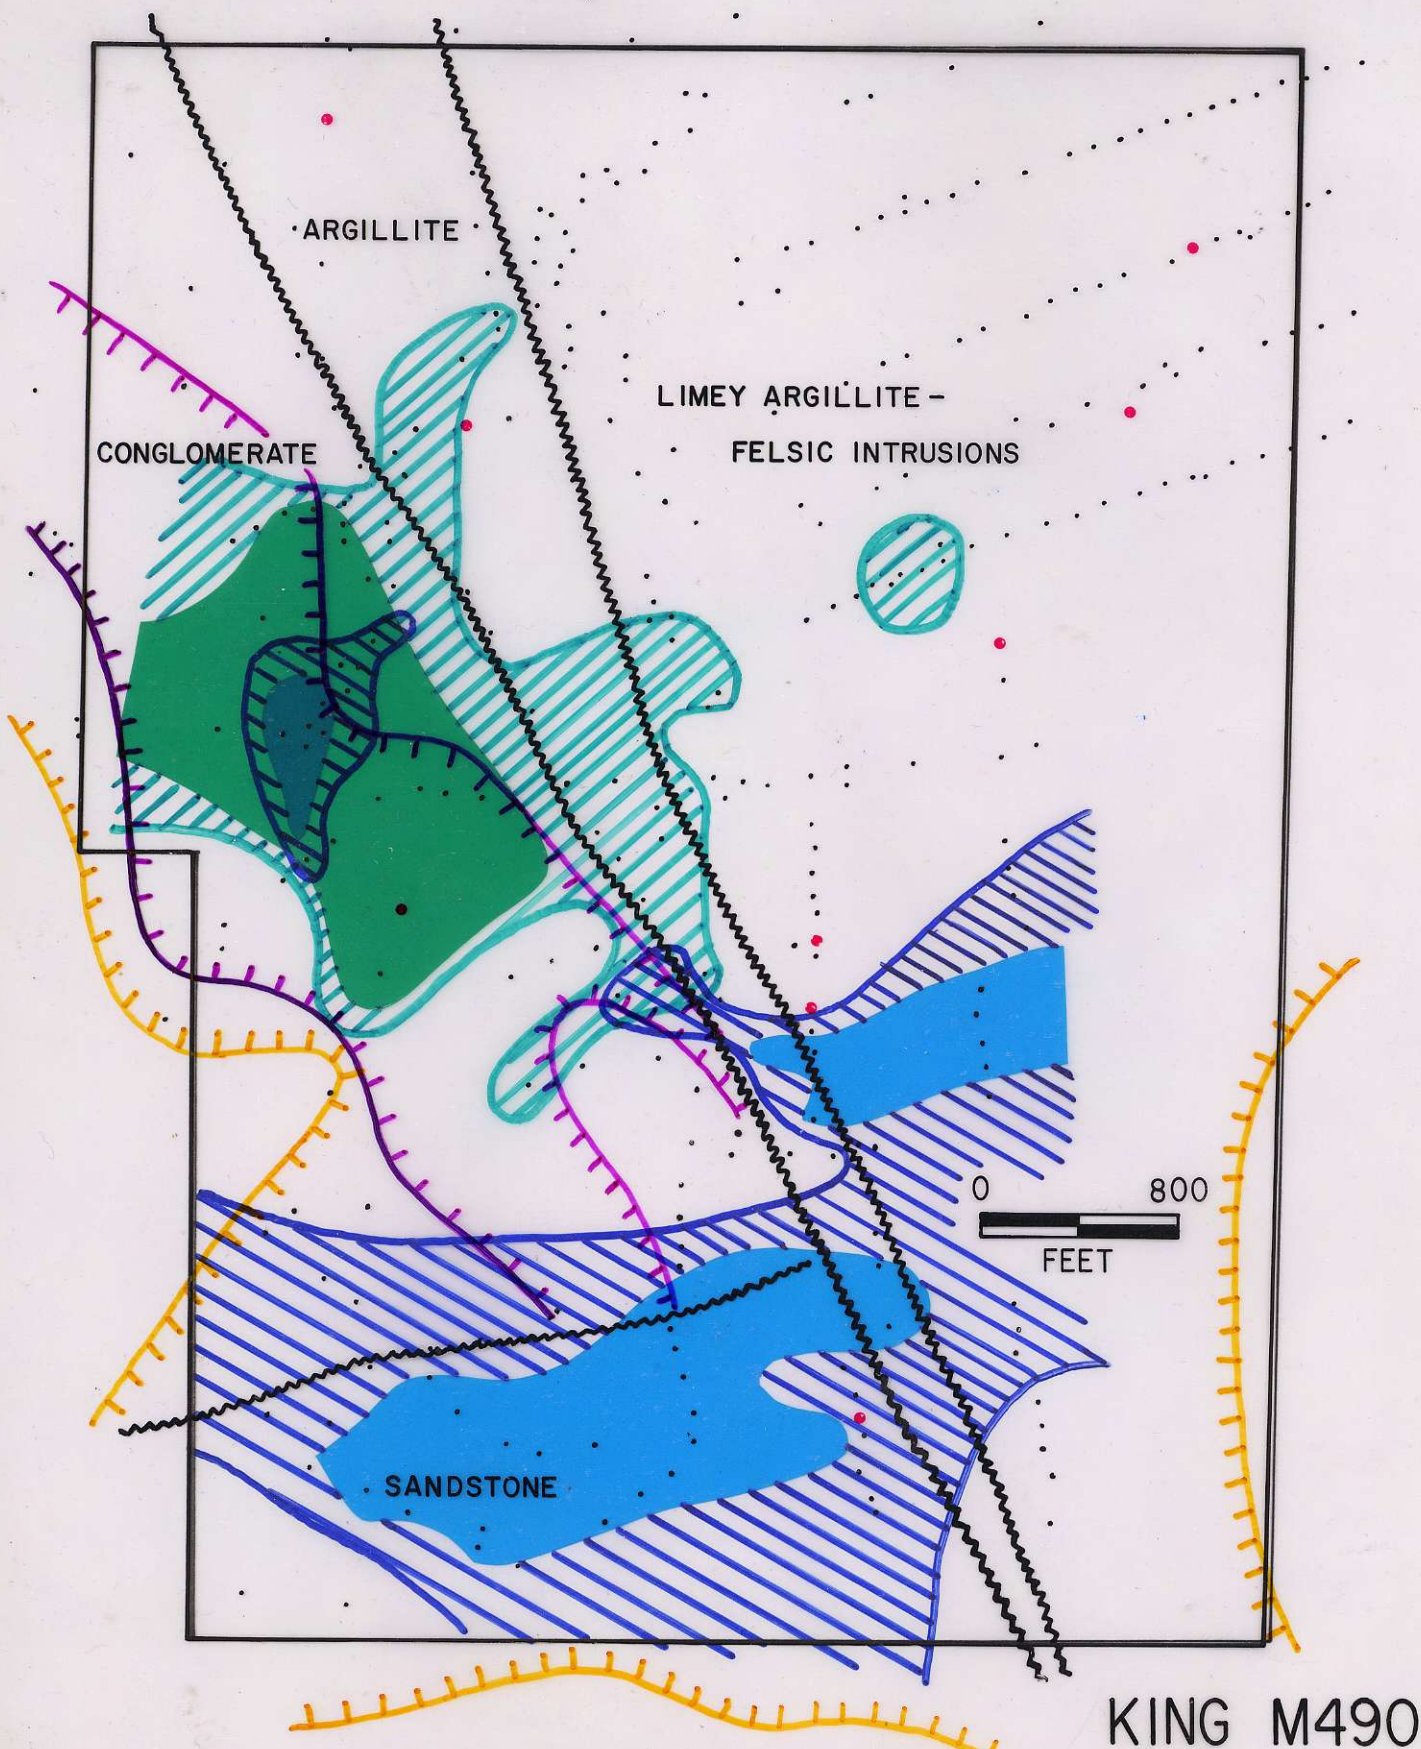 ARGILLITE
LIMEY ARGILLITE-
FELSIC INTRUSIONS
CONGLOMERATE
0 800
FEET
SANDSTONE
KING M490